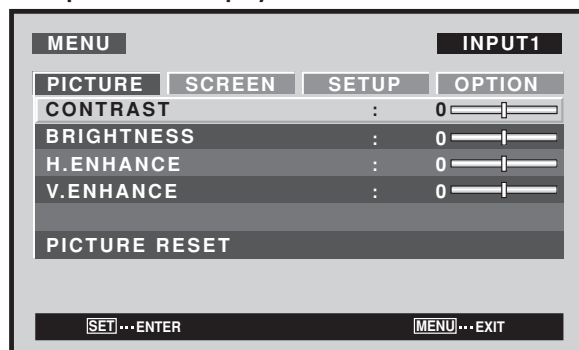 MENU INPUT1
PICTURE SCREEN SETUP OPTION
CONTRAST : 0
BRIGHTNESS : 0
H.ENHANCE : 0
V.ENHANCE : 0
PICTURE RESET
SET ··· ENTER MENU ··· EXIT